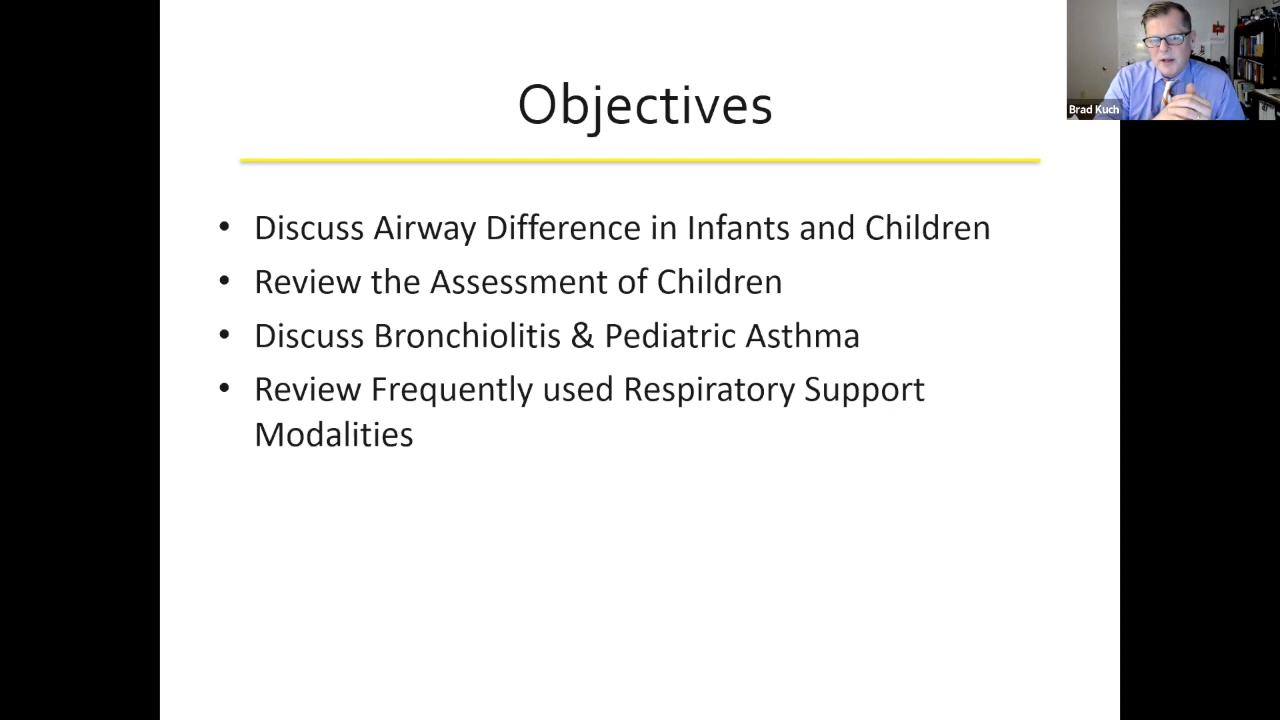 Objectives
• Discuss Airway Difference in Infants and Children
• Review the Assessment of Children
• Discuss Bronchiolitis & Pediatric Asthma
• Review Frequently used Respiratory Support
Modalities
Brad Kuch